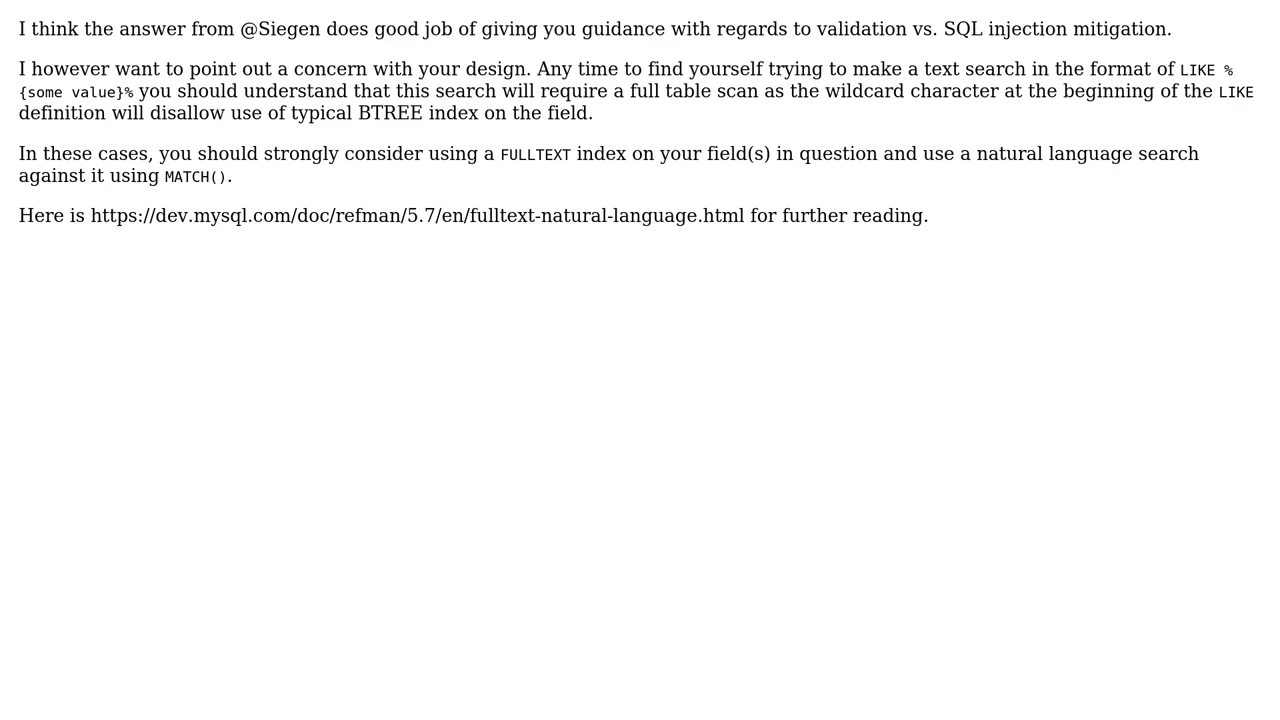 I think the answer from @Siegen does good job of giving you guidance with regards to validation vs. SQL injection mitigation.
I however want to point out a concern with your design. Any time to find yourself trying to make a text search in the format of LIKE %
{some value}% you should understand that this search will require a full table scan as the wildcard character at the beginning of the LIKE
definition will disallow use of typical BTREE index on the field.
In these cases, you should strongly consider using a FULLTEXT index on your field(s) in question and use a natural language search
against it using MATCH().
Here is https://dev.mysql.com/doc/refman/5.7/en/fulltext-natural-language.html for further reading.